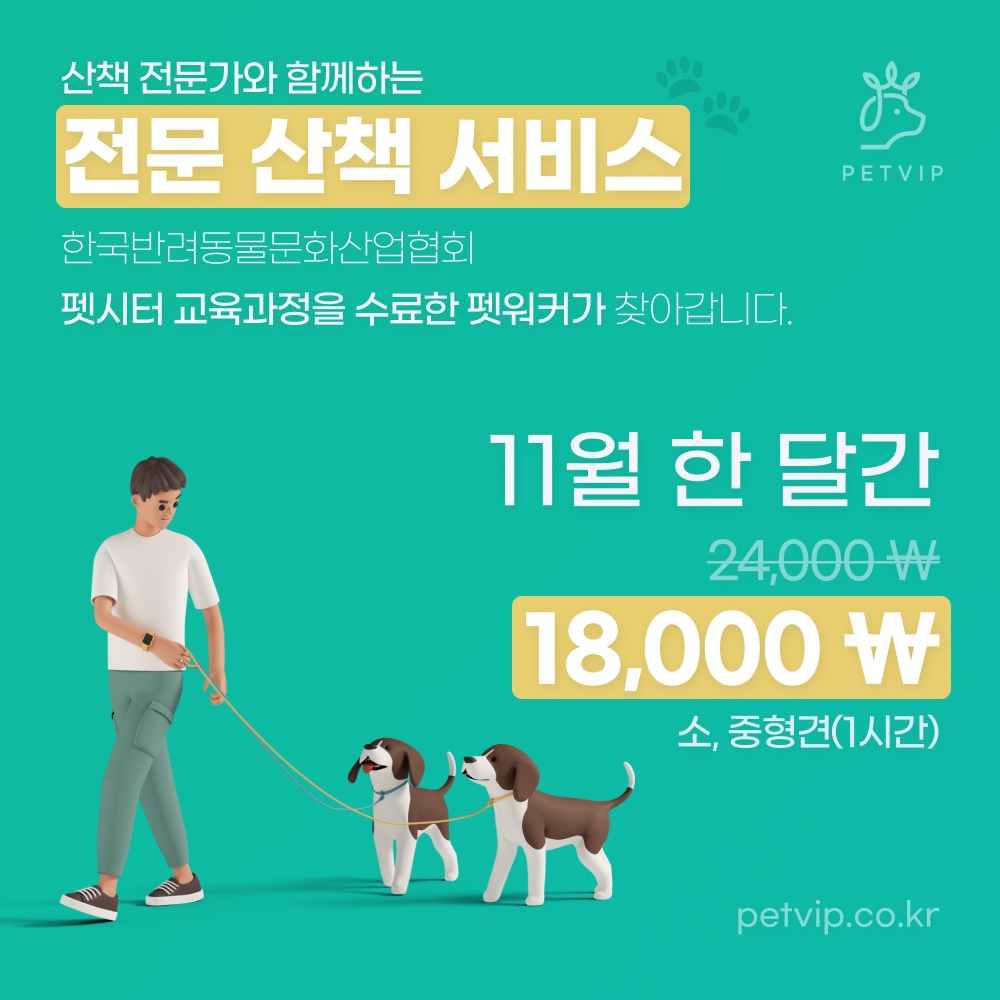 산책 전문가와 함께하는
전문 산책 서비스
PETVIP
한국반려동물문화산업협회
펫시터 교육과정을 수료한 펫워커가 찾아갑니다.
11월 한 달간
24,000 ₩
18,000 ₩
소, 중형견(1시간)
petvip.co.kr